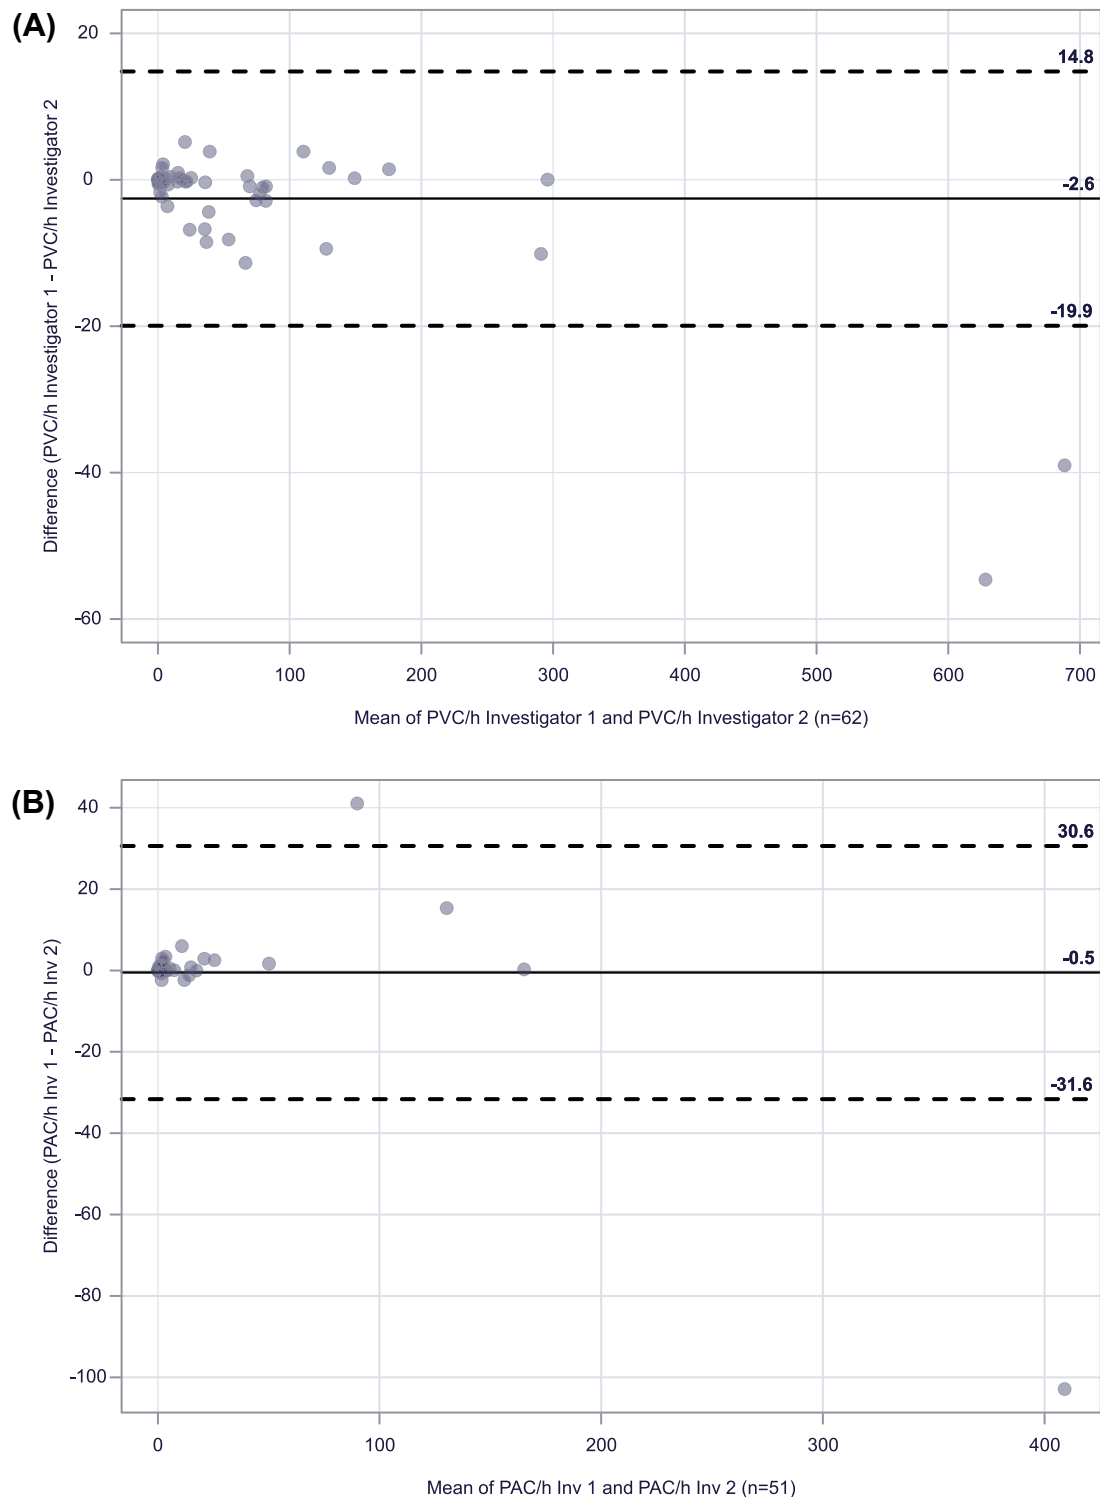 (A)
20
14.8
0
-2.6
-20
-19.9
-40
-60
Difference (PVC/h Investigator 1 - PVC/h Investigator 2
0 100 200 300 400 500 600 700
Mean of PVC/h Investigator 1 and PVC/h Investigator 2 (n=62)
(B)
40
30.6
20
0
-0.5
-20
-31.6
-40
-60
-80
-100
Difference (PAC/h Inv 1 - PAC/h Inv 2)
0 100 200 300 400
Mean of PAC/h Inv 1 and PAC/h Inv 2 (n=51)